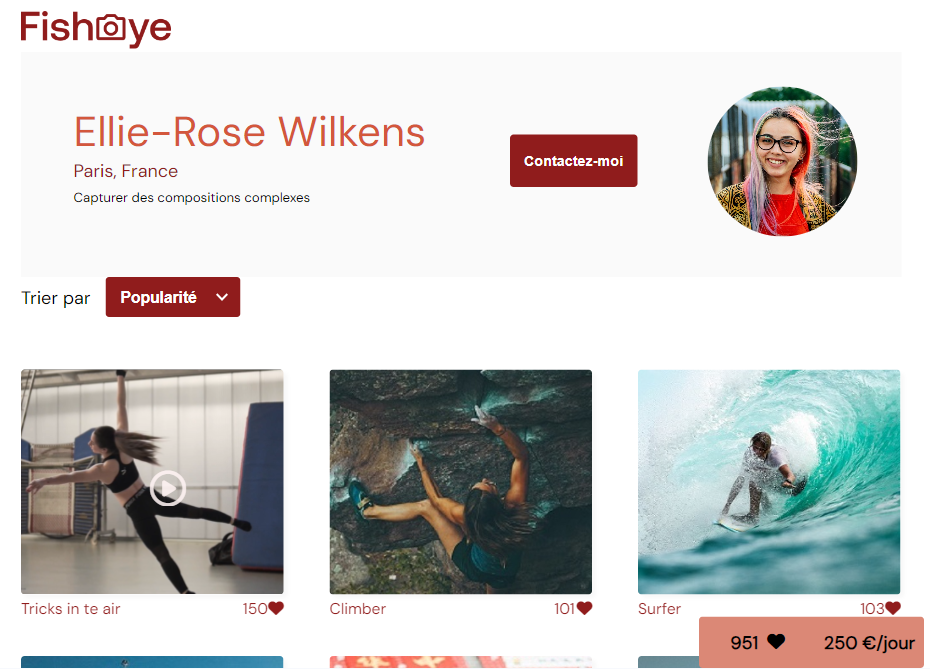 Fisheye
Ellie-Rose Wilkens
Paris, France
Capturer des compositions complexes
Contactez-moi
Trier par
Popularité
Tricks in te air 150
Climber 101
Surfer 103
951
250 €/jour